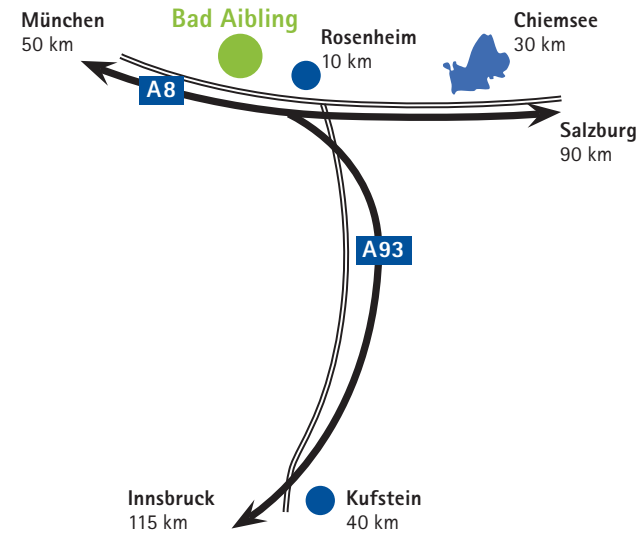 München
50 km
Bad Aibling
Rosenheim
10 km
Chiemsee
30 km
A8
Salzburg
90 km
A93
Innsbruck
115 km
Kufstein
40 km